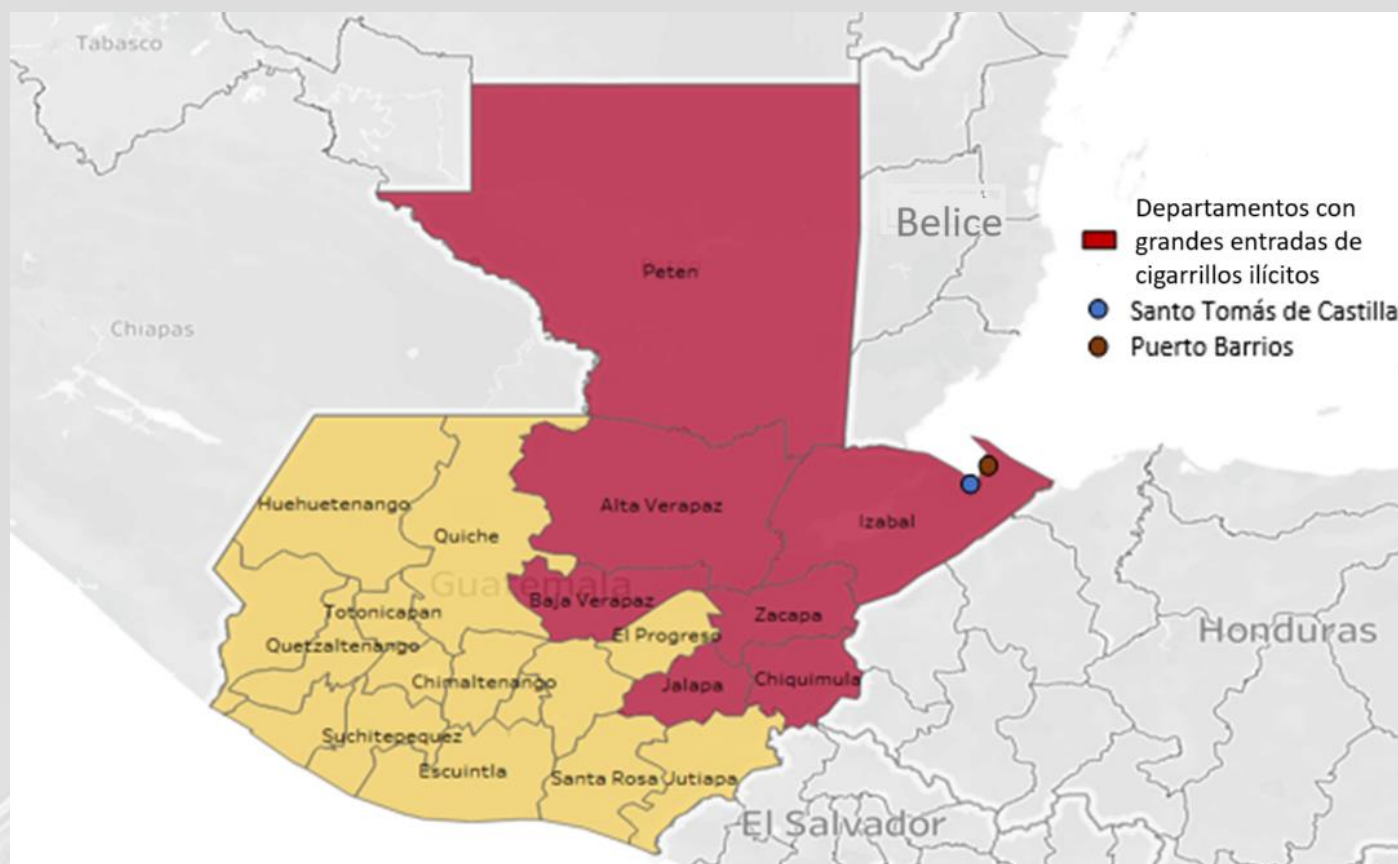 Tabasco
Belice
Departamentos con
grandes entradas de
cigarrillos ilícitos
Peten
Santo Tomás de Castilla
Chiapas
Puerto Barrios
Huehuetenango
Alta Verapaz
Izabal
Quiche
Guatemala
Baja Verapaz
Totonicapan
Zacapa
El Progreso
Quetzaltenango
Honduras
Chimaltenango
Jalapa
Chiquimula
Suchitepequez
Escuintla
Santa Rosa
Jutiapa
El Salvador